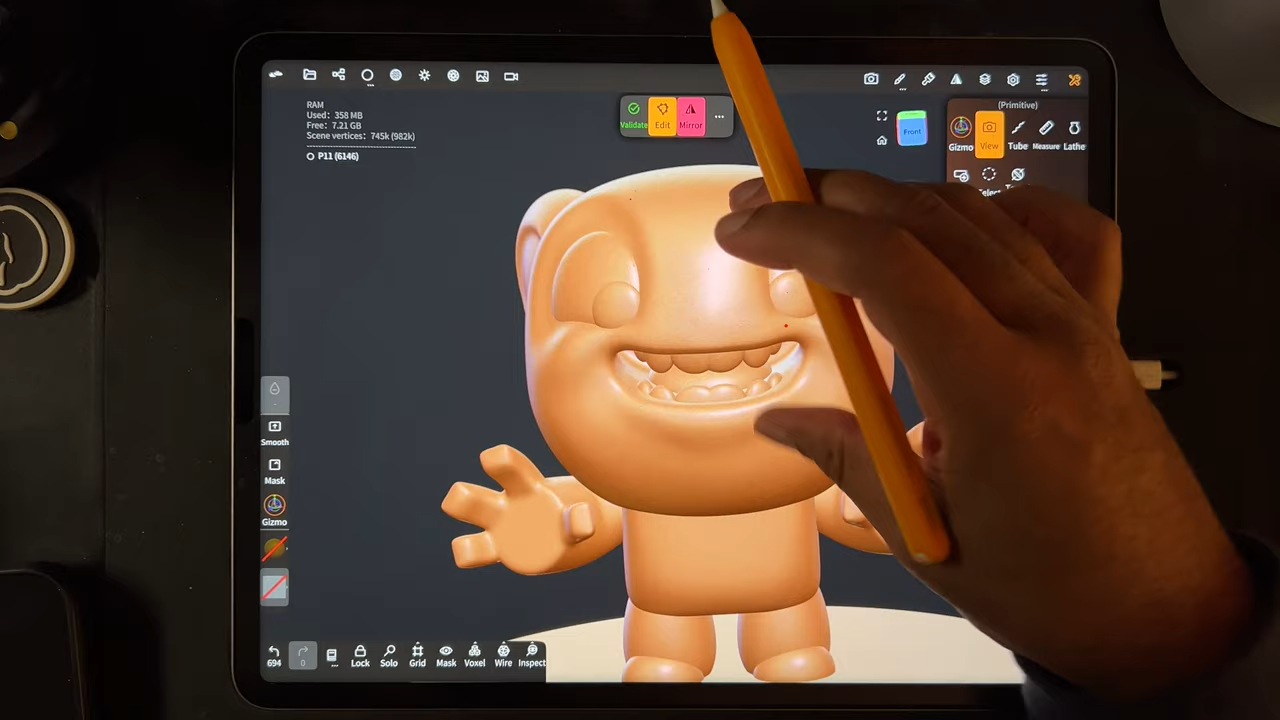 RAM
Used: 358 MB
Free: 7.21 GB
Scene vertices: 745k (982k)
P11 (6146)
Validate
Edit
Mirror
Front
(Primitive)
Gizmo
View
Tube
Measure
Lathe
Smooth
Mask
Gizmo
694
0
Lock
Solo
Grid
Mask
Voxel
Wire
Inspect